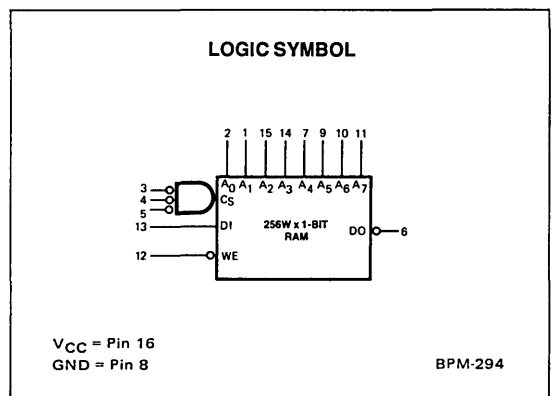 LOGIC SYMBOL
2 1 15 14 7 9 10 11
A0 A1 A2 A3 A4 A5 A6 A7
3
4
5
CS
13 DI
256W x 1-BIT
RAM
DO 6
12 WE
VCC = Pin 16
GND = Pin 8
BPM-294